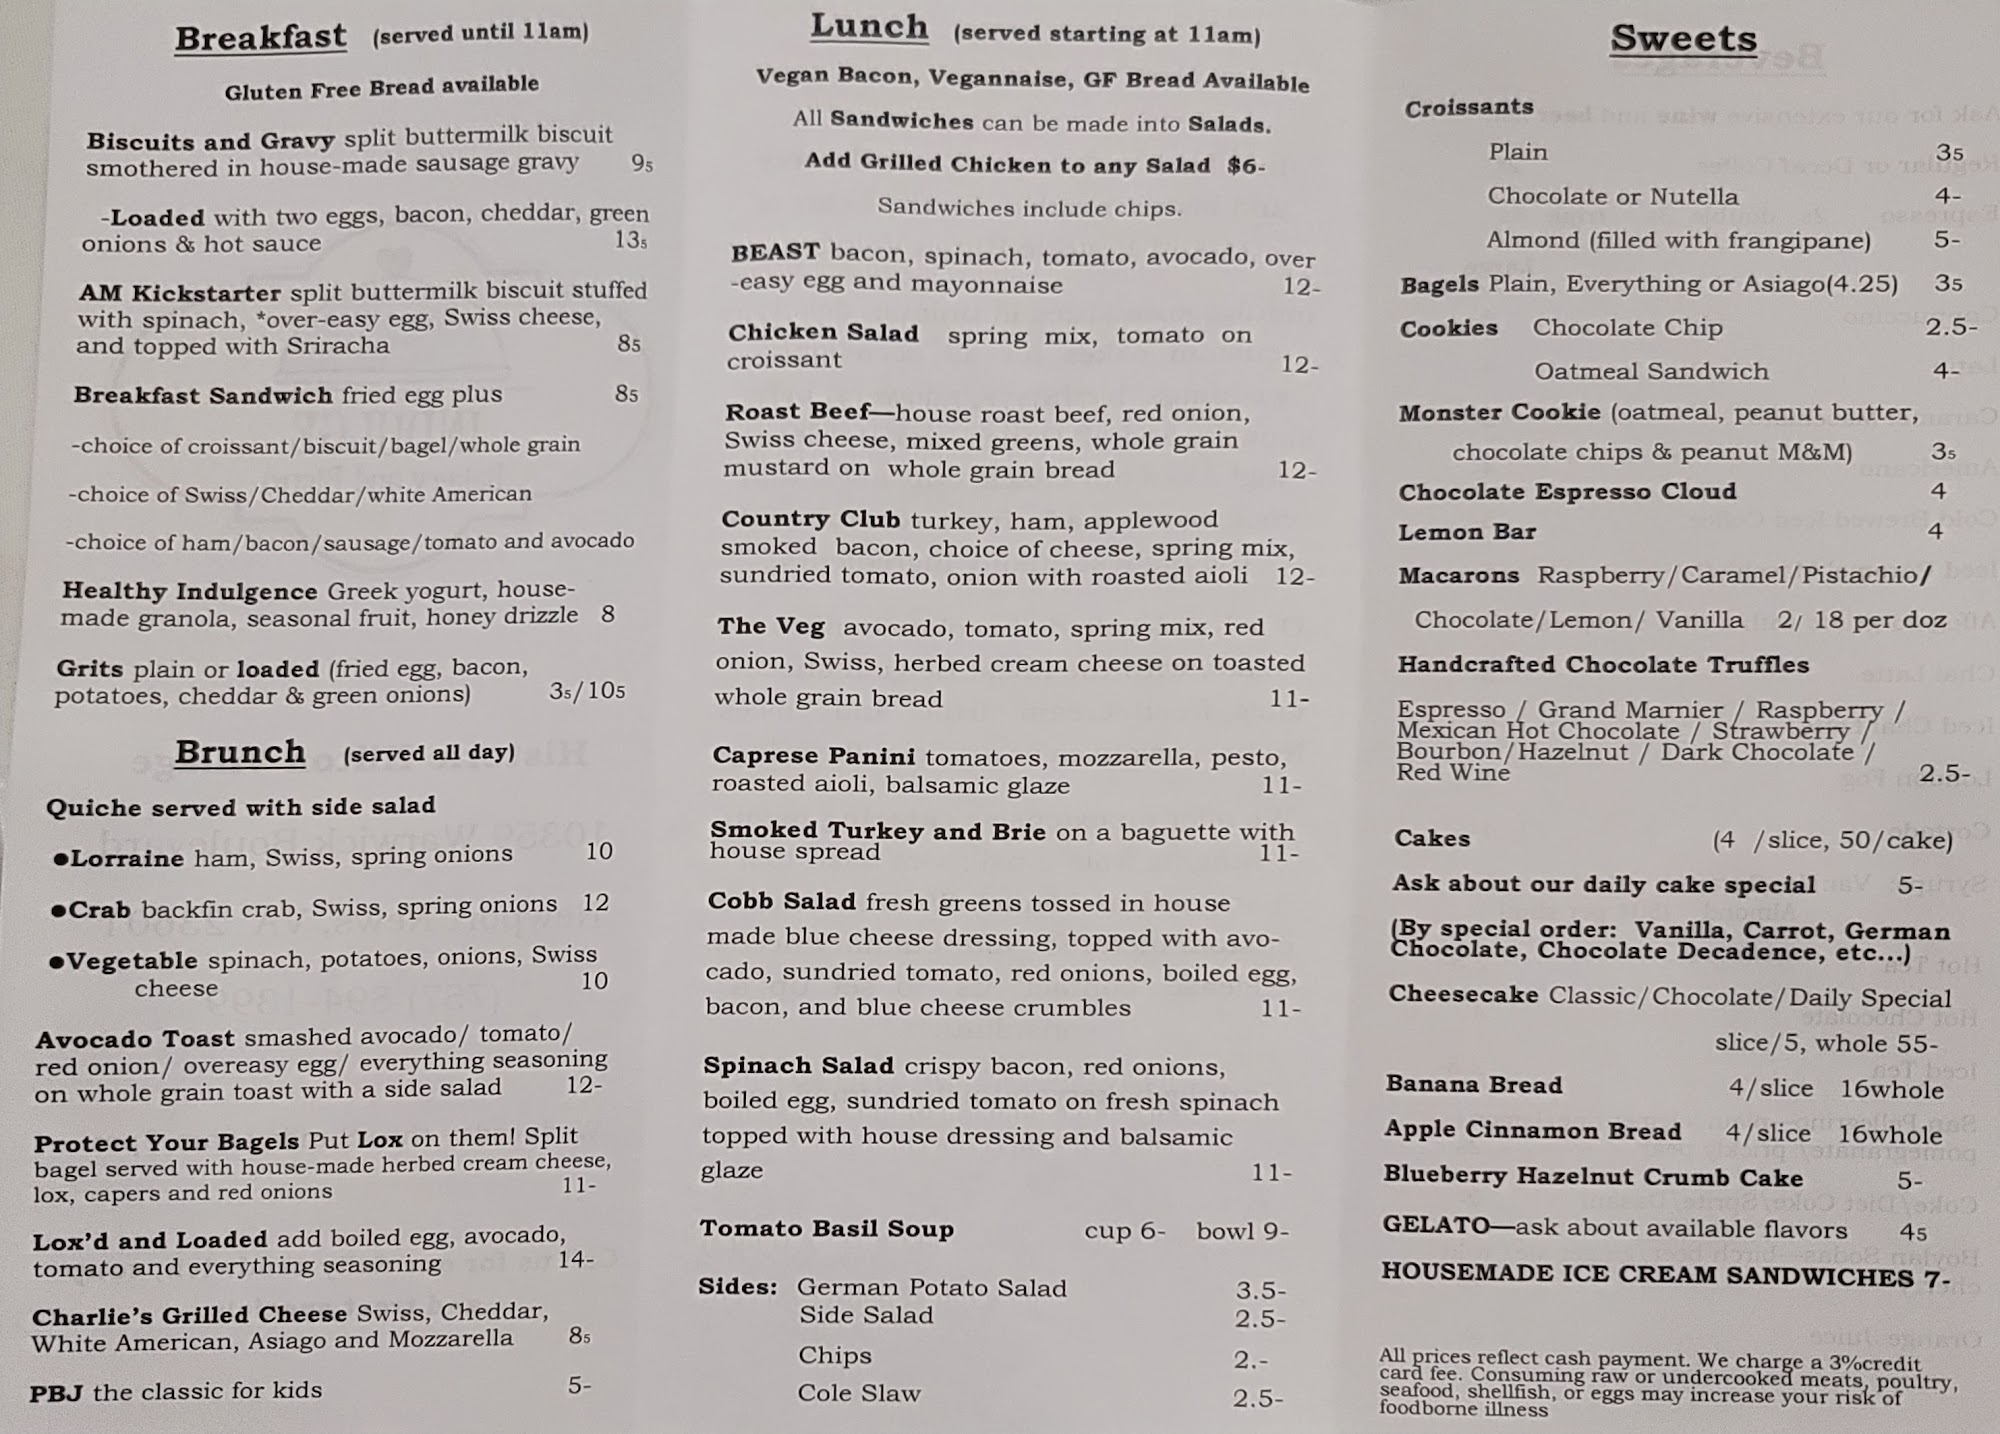 Breakfast (served until 11am)
Gluten Free Bread available
Biscuits and Gravy split buttermilk biscuit
smothered in house-made sausage gravy 95
-Loaded with two eggs, bacon, cheddar, green
onions & hot sauce 135
AM Kickstarter split buttermilk biscuit stuffed
with spinach, *over-easy egg, Swiss cheese,
and topped with Sriracha 85
Breakfast Sandwich fried egg plus 85
-choice of croissant/biscuit/bagel/whole grain
-choice of Swiss/Cheddar/white American
-choice of ham/bacon/sausage/tomato and avocado
Healthy Indulgence Greek yogurt, house-
made granola, seasonal fruit, honey drizzle 8
Grits plain or loaded (fried egg, bacon,
potatoes, cheddar & green onions) 35/105
Brunch (served all day)
Quiche served with side salad
●Lorraine ham, Swiss, spring onions 10
●Crab backfin crab, Swiss, spring onions 12
●Vegetable spinach, potatoes, onions, Swiss
cheese 10
Avocado Toast smashed avocado/ tomato/
red onion/ overeasy egg/ everything seasoning
on whole grain toast with a side salad 12-
Protect Your Bagels Put Lox on them! Split
bagel served with house-made herbed cream cheese,
lox, capers and red onions 11-
Lox'd and Loaded add boiled egg, avocado,
tomato and everything seasoning 14-
Charlie's Grilled Cheese Swiss, Cheddar,
White American, Asiago and Mozzarella 85
PBJ the classic for kids 5-
Lunch (served starting at 11am)
Vegan Bacon, Vegannaise, GF Bread Available
All Sandwiches can be made into Salads.
Add Grilled Chicken to any Salad $6-
Sandwiches include chips.
BEAST bacon, spinach, tomato, avocado, over
-easy egg and mayonnaise 12-
Chicken Salad spring mix, tomato on
croissant 12-
Roast Beef—house roast beef, red onion,
Swiss cheese, mixed greens, whole grain
mustard on whole grain bread 12-
Country Club turkey, ham, applewood
smoked bacon, choice of cheese, spring mix,
sundried tomato, onion with roasted aioli 12-
The Veg avocado, tomato, spring mix, red
onion, Swiss, herbed cream cheese on toasted
whole grain bread 11-
Caprese Panini tomatoes, mozzarella, pesto,
roasted aioli, balsamic glaze 11-
Smoked Turkey and Brie on a baguette with
house spread 11-
Cobb Salad fresh greens tossed in house
made blue cheese dressing, topped with avo-
cado, sundried tomato, red onions, boiled egg,
bacon, and blue cheese crumbles 11-
Spinach Salad crispy bacon, red onions,
boiled egg, sundried tomato on fresh spinach
topped with house dressing and balsamic
glaze 11-
Tomato Basil Soup cup 6- bowl 9-
Sides: German Potato Salad 3.5-
Side Salad 2.5-
Chips 2.-
Cole Slaw 2.5-
Sweets
Croissants
Plain 35
Chocolate or Nutella 4-
Almond (filled with frangipane) 5-
Bagels Plain, Everything or Asiago(4.25) 35
Cookies Chocolate Chip 2.5-
Oatmeal Sandwich 4-
Monster Cookie (oatmeal, peanut butter,
chocolate chips & peanut M&M) 35
Chocolate Espresso Cloud 4
Lemon Bar 4
Macarons Raspberry/Caramel/Pistachio/
Chocolate/Lemon/ Vanilla 2/ 18 per doz
Handcrafted Chocolate Truffles
Espresso / Grand Marnier / Raspberry /
Mexican Hot Chocolate / Strawberry /
Bourbon/Hazelnut / Dark Chocolate /
Red Wine 2.5-
Cakes (4 /slice, 50/cake)
Ask about our daily cake special 5-
(By special order: Vanilla, Carrot, German
Chocolate, Chocolate Decadence, etc...)
Cheesecake Classic/Chocolate/Daily Special
slice/5, whole 55-
Banana Bread 4/slice 16whole
Apple Cinnamon Bread 4/slice 16whole
Blueberry Hazelnut Crumb Cake 5-
GELATO—ask about available flavors 45
HOUSEMADE ICE CREAM SANDWICHES 7-
All prices reflect cash payment. We charge a 3%credit
card fee. Consuming raw or undercooked meats, poultry,
seafood, shellfish, or eggs may increase your risk of
foodborne illness